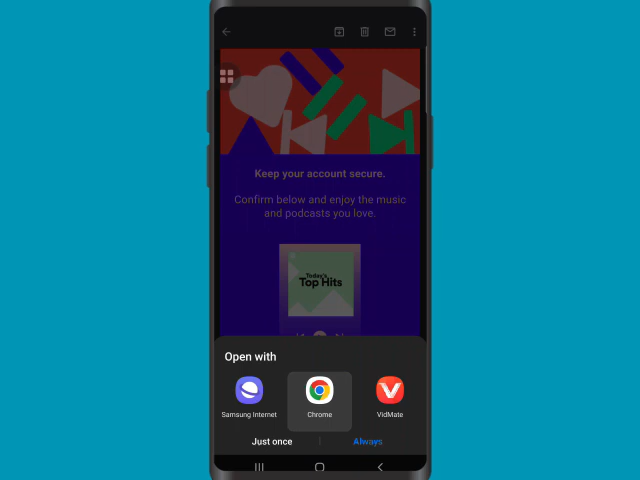 Keep your account secure.
Confirm below and enjoy the music
and podcasts you love.
Today's
Top Hits
Open with
Samsung Internet
Chrome
VidMate
Just once
Always